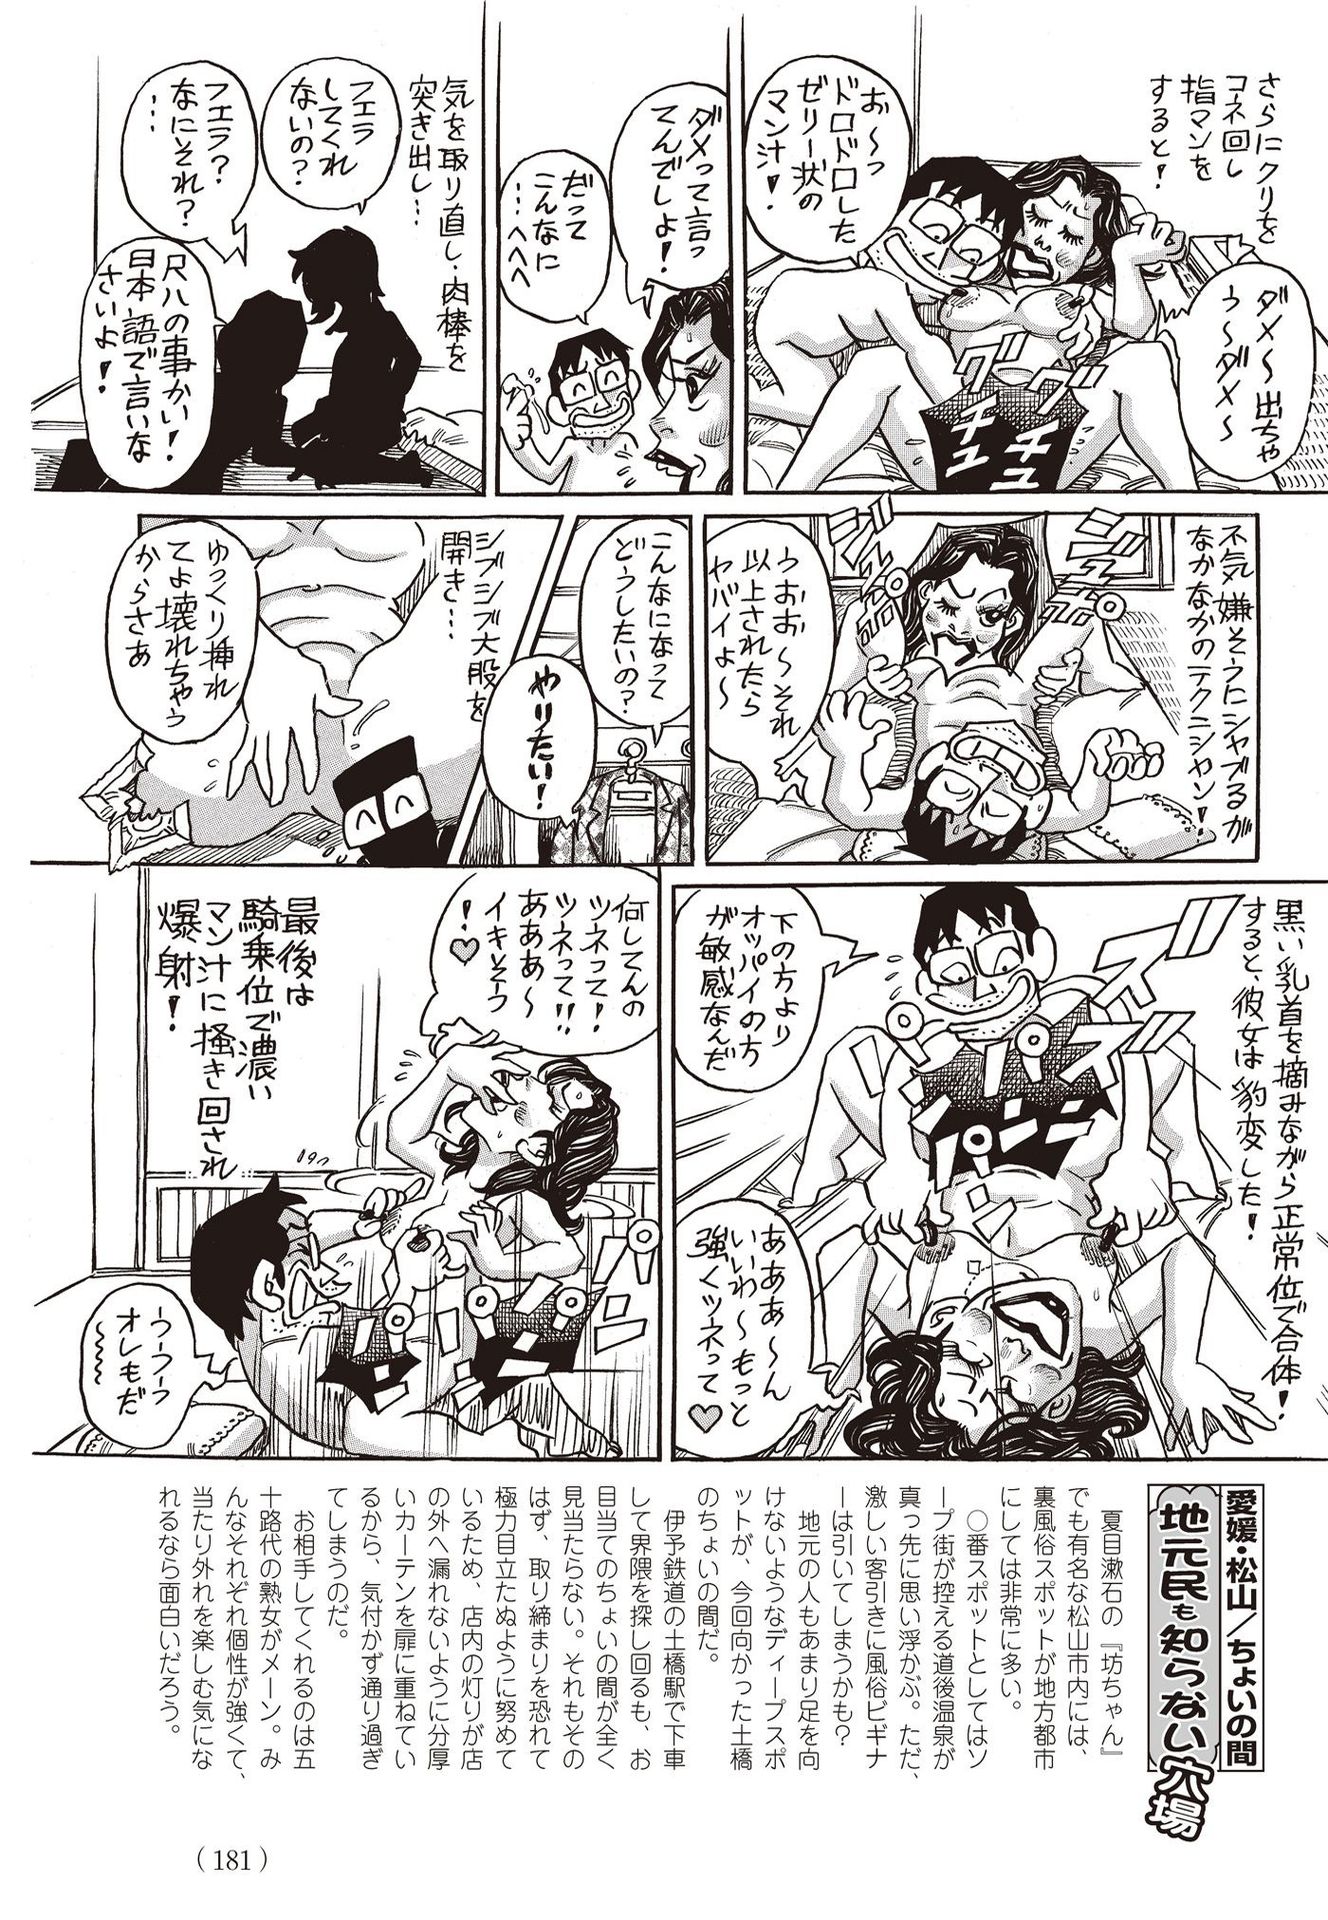 さらにクリを
コネ回し
指マンを
すると!
ダメ〜出ちゃ
う〜ダメ〜
お〜っ
ドロドロした
ゼリー状の
マン汁!
グチュ
グチュ
ダメって言っ
てんでしょ!
だって
こんなに
…へへへ
気を取り直し、肉棒を
突き出し…
フェラ
してくれ
ないの?
フェラ?
なにそれ?
…
尺八の事かい!
日本語で言いな
さいよ!
不気嫌そうにシャブるが
なかなかのテクニシャン!
ジュポ
ジュポ
うおお〜それ
以上されたら
ヤバイよ〜
こんなになって
どうしたいの?
やりたい!
シブシブ大股を
開き…
ゆっくり挿れ
てよ壊れちゃう
からさあ
黒い乳首を摘みながら正常位で合体!
すると、彼女は豹変した!
下の方より
オッパイの方
が敏感なんだ
ズズ
パン
パン
パン
あああ〜ん
いいわ〜もっと
強くツネって♥
何してんの
ツネって!
ツネって!!
あああ〜
イキそう
!♥
最後は
騎乗位で濃い
マン汁に掻き回され
爆射!
パン
パン
パン
うーうーう
オレもだ
愛媛・松山/ちょいの間
地元民も知らない穴場
夏目漱石の『坊ちゃん』
でも有名な松山市内には、
裏風俗スポットが地方都市
にしては非常に多い。
○番スポットとしてはソ
ープ街が控える道後温泉が
真っ先に思い浮かぶ。ただ、
激しい客引きに風俗ビギナ
ーは引いてしまうかも?
地元の人もあまり足を向
けないようなディープスポ
ットが、今回向かった土橋
のちょいの間だ。
伊予鉄道の土橋駅で下車
して界隈を探し回るも、お
目当てのちょいの間が全く
見当たらない。それもその
はず、取り締まりを恐れて
極力目立たぬように努めて
いるため、店内の灯りが店
の外へ漏れないように分厚
いカーテンを扉に重ねてい
るから、気付かず通り過ぎ
てしまうのだ。
お相手してくれるのは五
十路代の熟女がメーン。み
んなそれぞれ個性が強くて、
当たり外れを楽しむ気にな
れるなら面白いだろう。
(181)